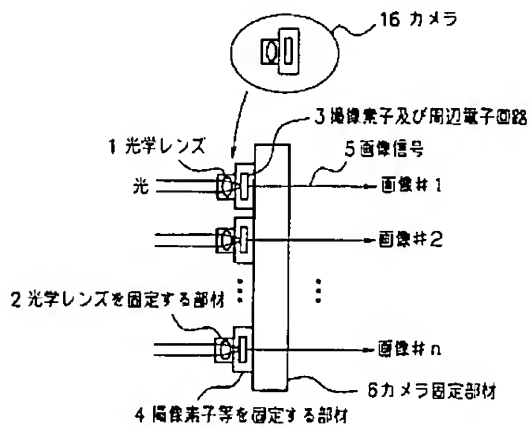 16 カメラ
3 撮像素子及び周辺電子回路
1 光学レンズ
5 画像信号
光
画像#1
画像#2
2 光学レンズを固定する部材
画像#n
6 カメラ固定部材
4 撮像素子等を固定する部材